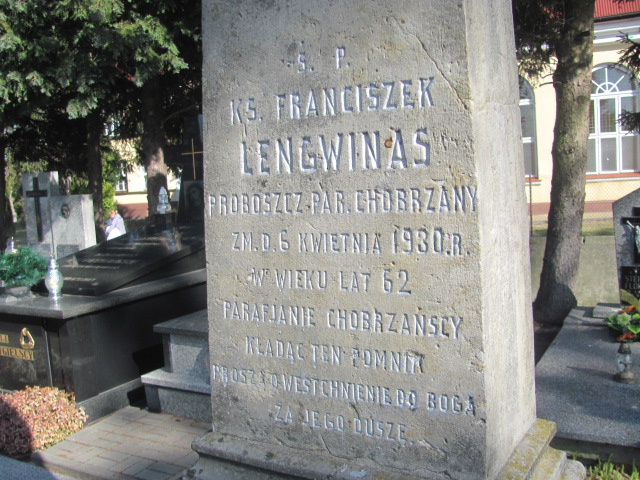 Ś. P.
KS. FRANCISZEK
LENGWINAS
PROBOSZCZ PAR. CHOBRZANY
ZM. D. 6 KWIETNIA 1930.R.
W WIEKU LAT 62
PARAFJANIE CHOBRZAŃSCY
KŁADĄC TEN POMNIK
PROSZĄ O WESTCHNIENIE DO BOGA
ZA JEGO DUSZĘ.